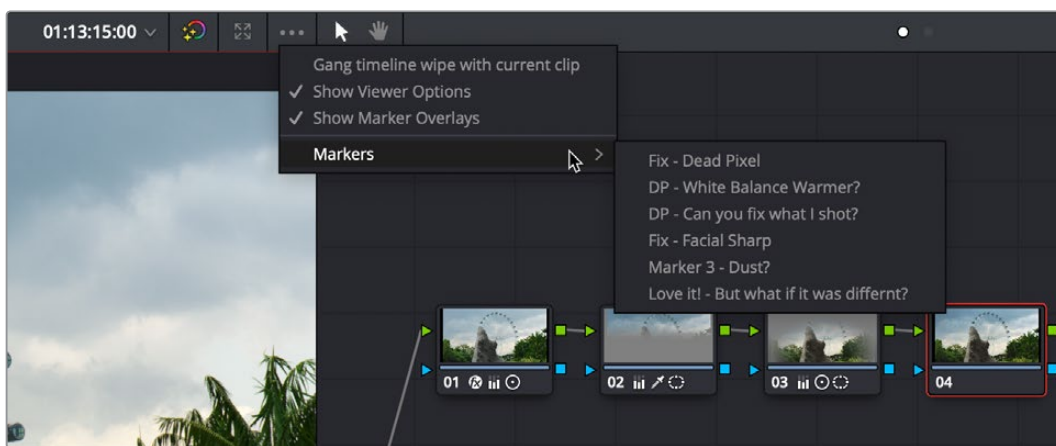 01:13:15:00
Gang timeline wipe with current clip
Show Viewer Options
Show Marker Overlays
Markers
Fix - Dead Pixel
DP - White Balance Warmer?
DP - Can you fix what I shot?
Fix - Facial Sharp
Marker 3 - Dust?
Love it! - But what if it was differnt?
01
02
03
04